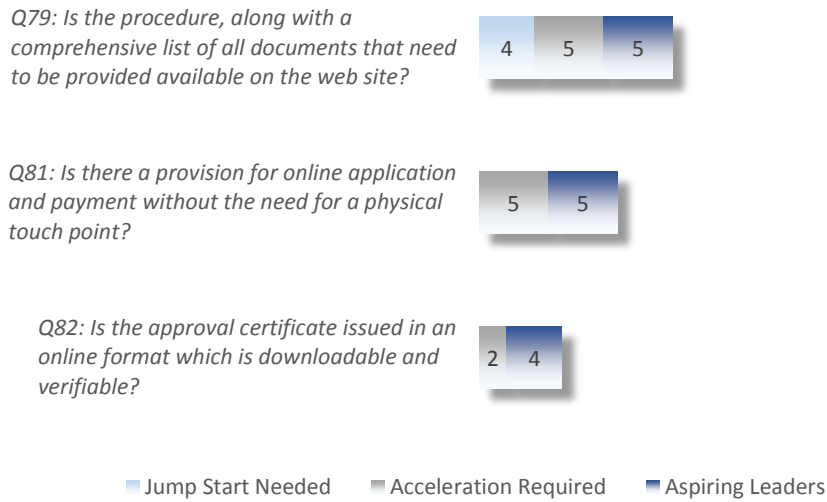 Q79: Is the procedure, along with a
comprehensive list of all documents that need
to be provided available on the web site?
4 5 5
Q81: Is there a provision for online application
and payment without the need for a physical
touch point?
5 5
Q82: Is the approval certificate issued in an
online format which is downloadable and
verifiable?
2 4
Jump Start Needed Acceleration Required Aspiring Leaders